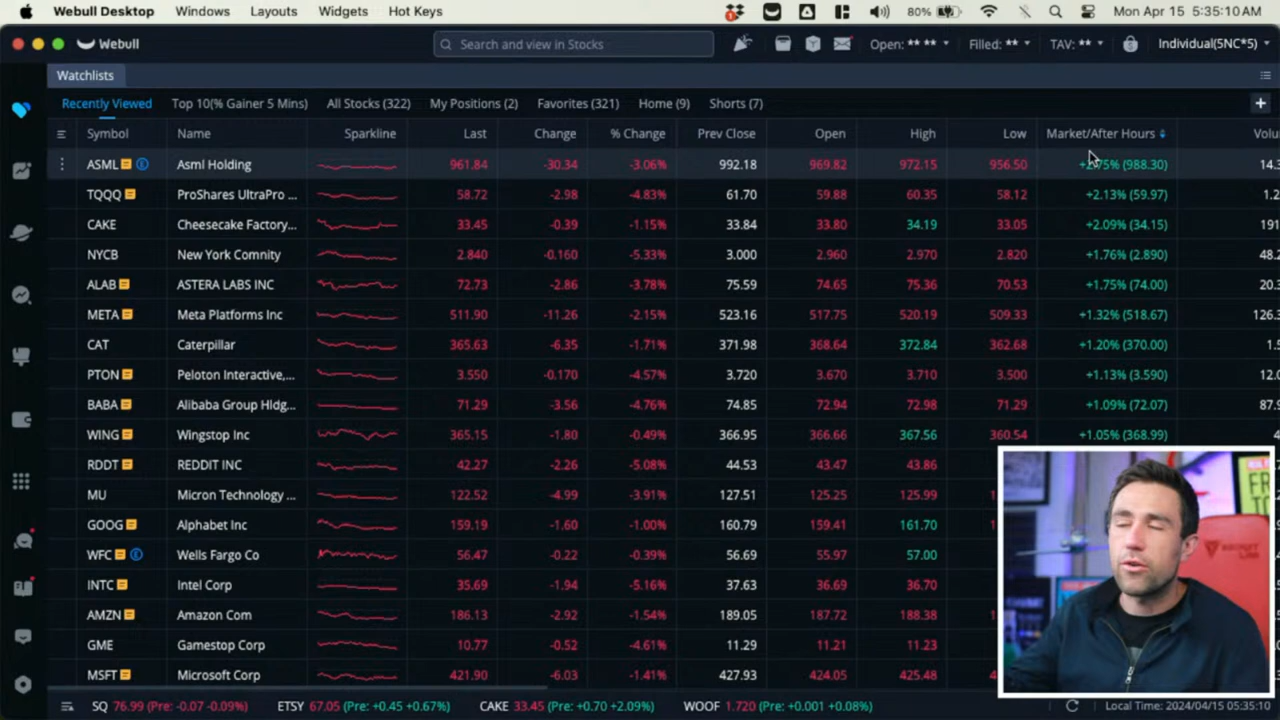 Webull Desktop Windows Layouts Widgets Hot Keys 80% Mon Apr 15 5:35:10 AM
Webull Search and view in Stocks Open: ** ** Filled: ** TAV: ** Individual(5NC*5)
Watchlists
Recently Viewed Top 10(% Gainer 5 Mins) All Stocks (322) My Positions (2) Favorites (321) Home (9) Shorts (7)
Symbol Name Sparkline Last Change % Change Prev Close Open High Low Market/After Hours Volu
ASML Asml Holding 961.84 -30.34 -3.06% 992.18 969.82 972.15 956.50 +2.75% (988.30) 14.
TQQQ ProShares UltraPro ... 58.72 -2.98 -4.83% 61.70 59.88 60.35 58.12 +2.13% (59.97) 1.2
CAKE Cheesecake Factory... 33.45 -0.39 -1.15% 33.84 33.80 34.19 33.05 +2.09% (34.15) 191
NYCB New York Comnity 2.840 -0.160 -5.33% 3.000 2.960 2.970 2.820 +1.76% (2.890) 48.2
ALAB ASTERA LABS INC 72.73 -2.86 -3.78% 75.59 74.65 75.36 70.53 +1.75% (74.00) 20.3
META Meta Platforms Inc 511.90 -11.26 -2.15% 523.16 517.75 520.19 509.33 +1.32% (518.67) 126.3
CAT Caterpillar 365.63 -6.35 -1.71% 371.98 368.64 372.84 362.68 +1.20% (370.00) 1.5
PTON Peloton Interactive,... 3.550 -0.170 -4.57% 3.720 3.670 3.710 3.500 +1.13% (3.590) 12.0
BABA Alibaba Group Hldg... 71.29 -3.56 -4.76% 74.85 72.94 72.98 71.29 +1.09% (72.07) 87.9
WING Wingstop Inc 365.15 -1.80 -0.49% 366.95 366.66 367.56 360.54 +1.05% (368.99) 4
RDDT REDDIT INC 42.27 -2.26 -5.08% 44.53 43.47 43.86
MU Micron Technology ... 122.52 -4.99 -3.91% 127.51 125.25 125.99
GOOG Alphabet Inc 159.19 -1.60 -1.00% 160.79 159.41 161.70
WFC Wells Fargo Co 56.47 -0.22 -0.39% 56.69 55.97 57.00
INTC Intel Corp 35.69 -1.94 -5.16% 37.63 36.69 36.70
AMZN Amazon Com 186.13 -2.92 -1.54% 189.05 187.72 188.38
GME Gamestop Corp 10.77 -0.52 -4.61% 11.29 11.21 11.23
MSFT Microsoft Corp 421.90 -6.03 -1.41% 427.93 424.05 425.48
SQ 76.99 (Pre: -0.07 -0.09%) ETSY 67.05 (Pre: +0.45 +0.67%) CAKE 33.45 (Pre: +0.70 +2.09%) WOOF 1.720 (Pre: +0.001 +0.08%) Local Time: 2024/04/15 05:35:10